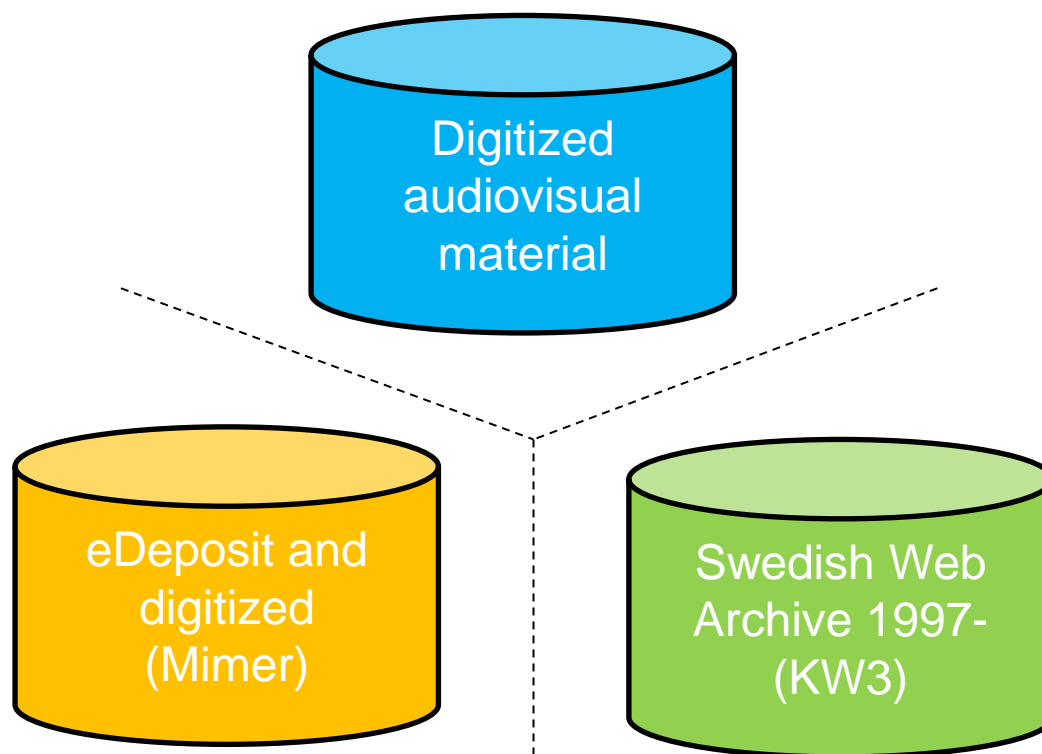 Digitized
audiovisual
material
eDeposit and
digitized
(Mimer)
Swedish Web
Archive 1997-
(KW3)